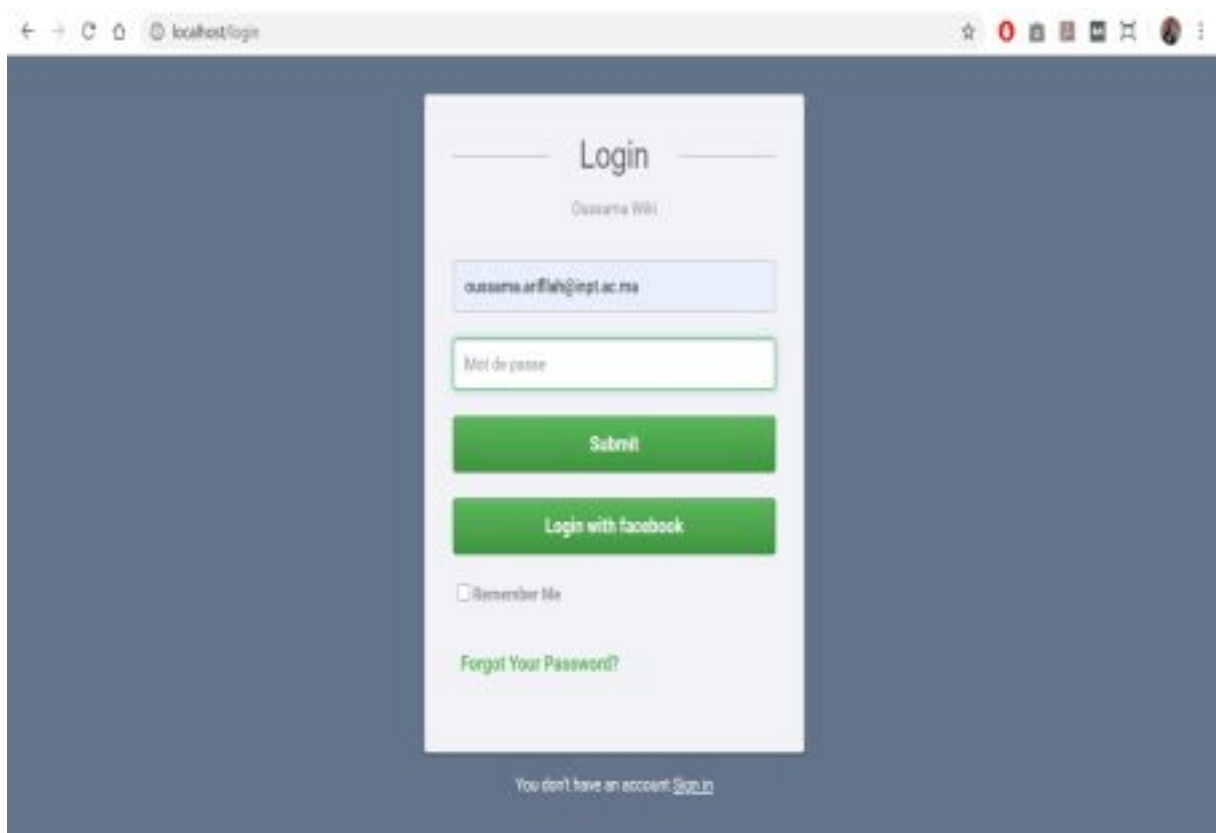 localhost/login
Login
Oussama Wiki
oussama.arifllah@inpt.ac.ma
Mot de passe
Submit
Login with facebook
Remember Me
Forgot Your Password?
You don't have an account Sign in